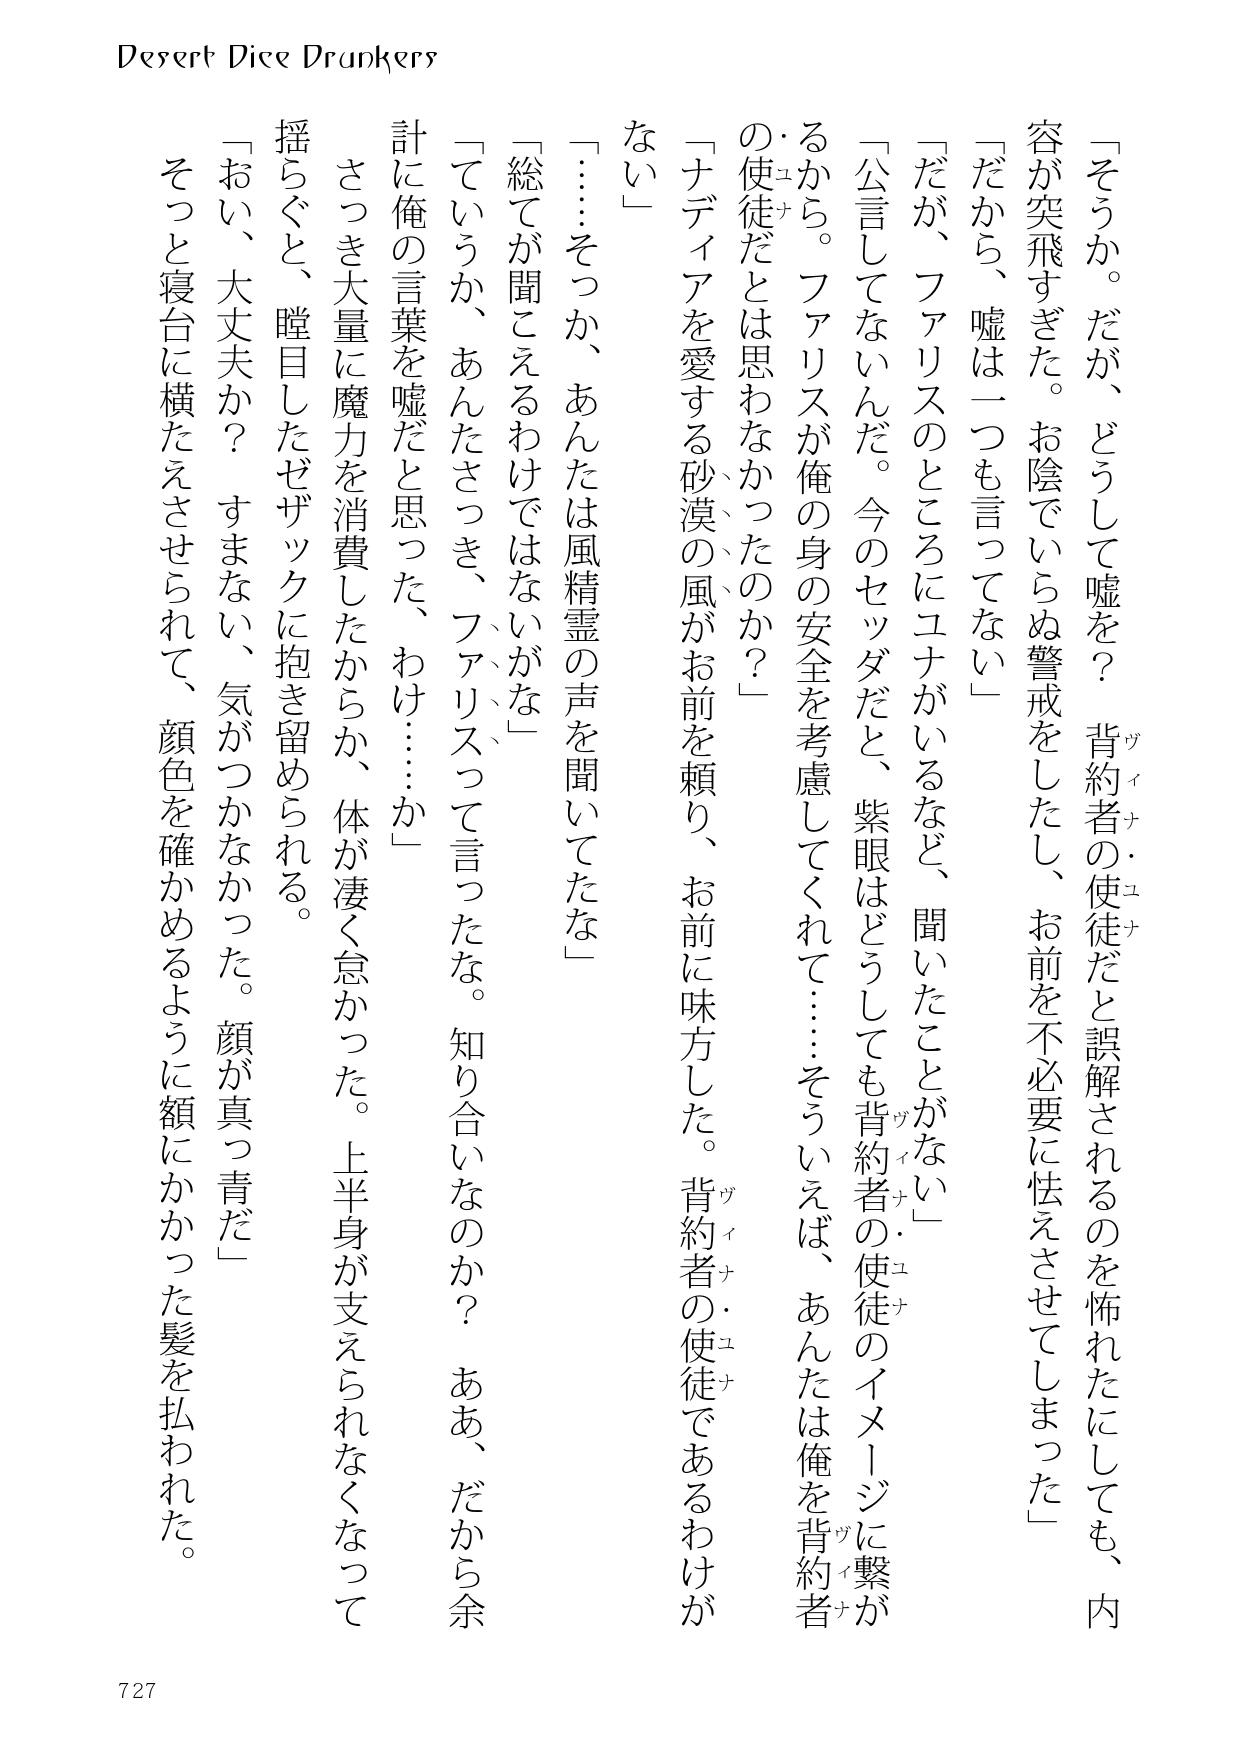 Desert Dice Drunkers
「そうか。だが、どうして嘘を？　背約者の使徒だと誤解されるのを怖れたにしても、内
容が突飛すぎた。お陰でいらぬ警戒をしたし、お前を不必要に怯えさせてしまった」
「だから、嘘は一つも言ってない」
「だが、ファリスのところにユナがいるなど、聞いたことがない」
「公言してないんだ。今のセッダだと、紫眼はどうしても背約者の使徒のイメージに繋が
るから。ファリスが俺の身の安全を考慮してくれて……そういえば、あんたは俺を背約者
の使徒だとは思わなかったのか？」
「ナディアを愛する砂漠の風がお前を頼り、お前に味方した。背約者の使徒であるわけが
ない」
「……そっか、あんたは風精霊の声を聞いてたな」
「総てが聞こえるわけではないがな」
「ていうか、あんたさっき、ファリスって言ったな。知り合いなのか？　ああ、だから余
計に俺の言葉を嘘だと思った、わけ……か」
　さっき大量に魔力を消費したからか、体が凄く怠かった。上半身が支えられなくなって
揺らぐと、瞠目したゼザックに抱き留められる。
「おい、大丈夫か？　すまない、気がつかなかった。顔が真っ青だ」
　そっと寝台に横たえさせられて、顔色を確かめるように額にかかった髪を払われた。
727